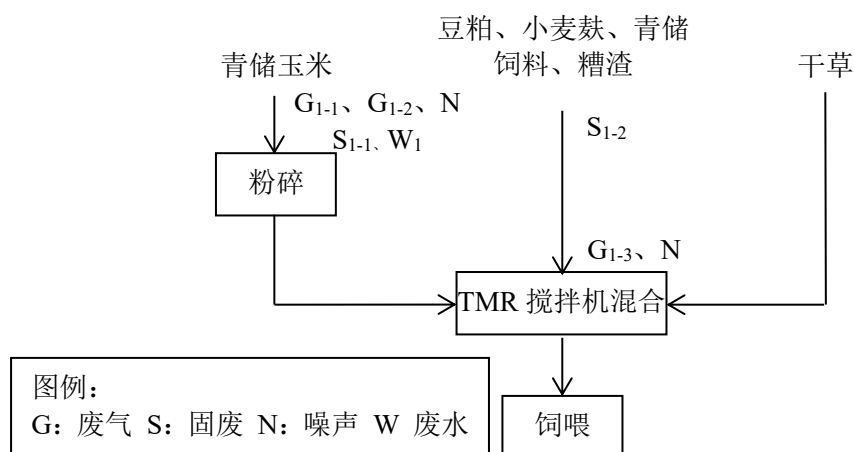 青储玉米
豆粕、小麦麸、青储
饲料、糟渣
干草
G1-1、G1-2、N
S1-1、W1
粉碎
S1-2
G1-3、N
TMR 搅拌机混合
图例：
G：废气 S：固废 N：噪声 W 废水
饲喂